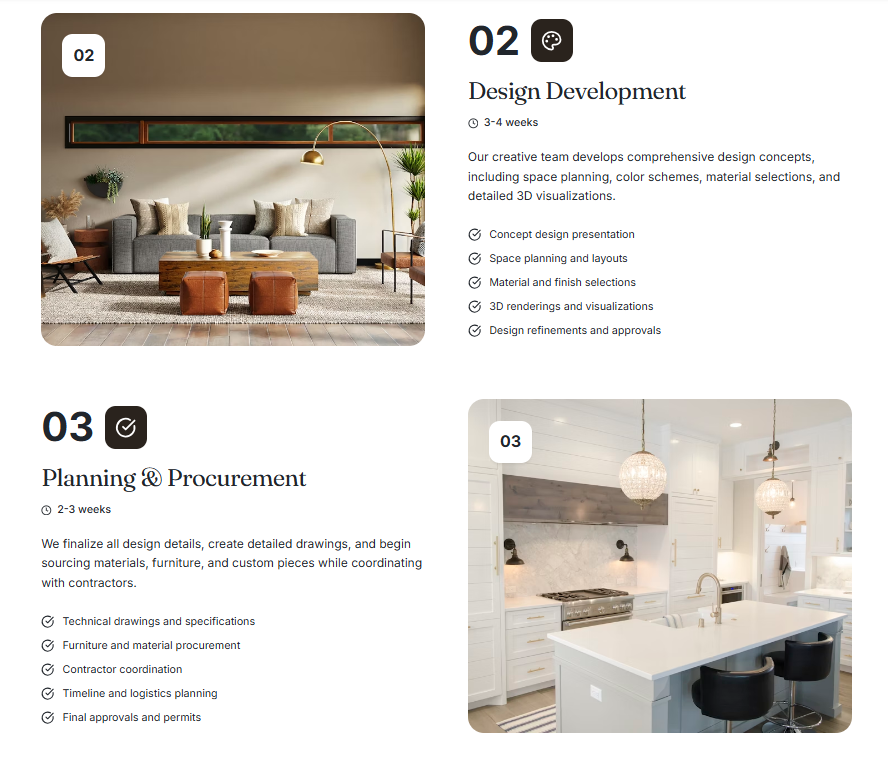 02
02
Design Development
3-4 weeks
Our creative team develops comprehensive design concepts,
including space planning, color schemes, material selections, and
detailed 3D visualizations.
Concept design presentation
Space planning and layouts
Material and finish selections
3D renderings and visualizations
Design refinements and approvals
03
Planning & Procurement
2-3 weeks
We finalize all design details, create detailed drawings, and begin
sourcing materials, furniture, and custom pieces while coordinating
with contractors.
Technical drawings and specifications
Furniture and material procurement
Contractor coordination
Timeline and logistics planning
Final approvals and permits
03